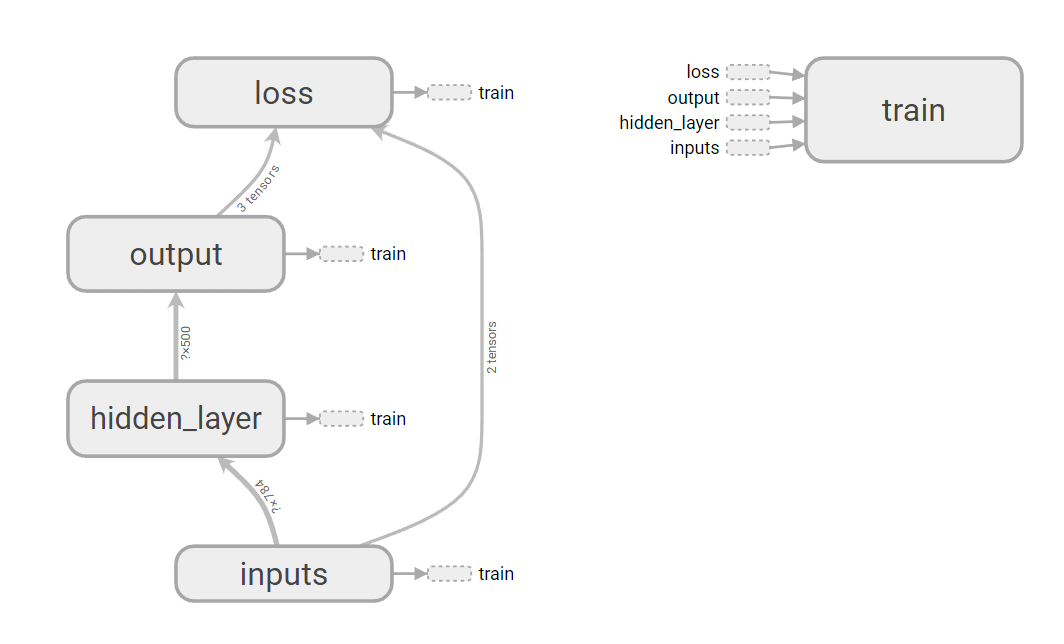 loss
train
3 tensors
output
train
?×500
2 tensors
hidden_layer
train
?×784
inputs
train
loss
output
hidden_layer
inputs
train